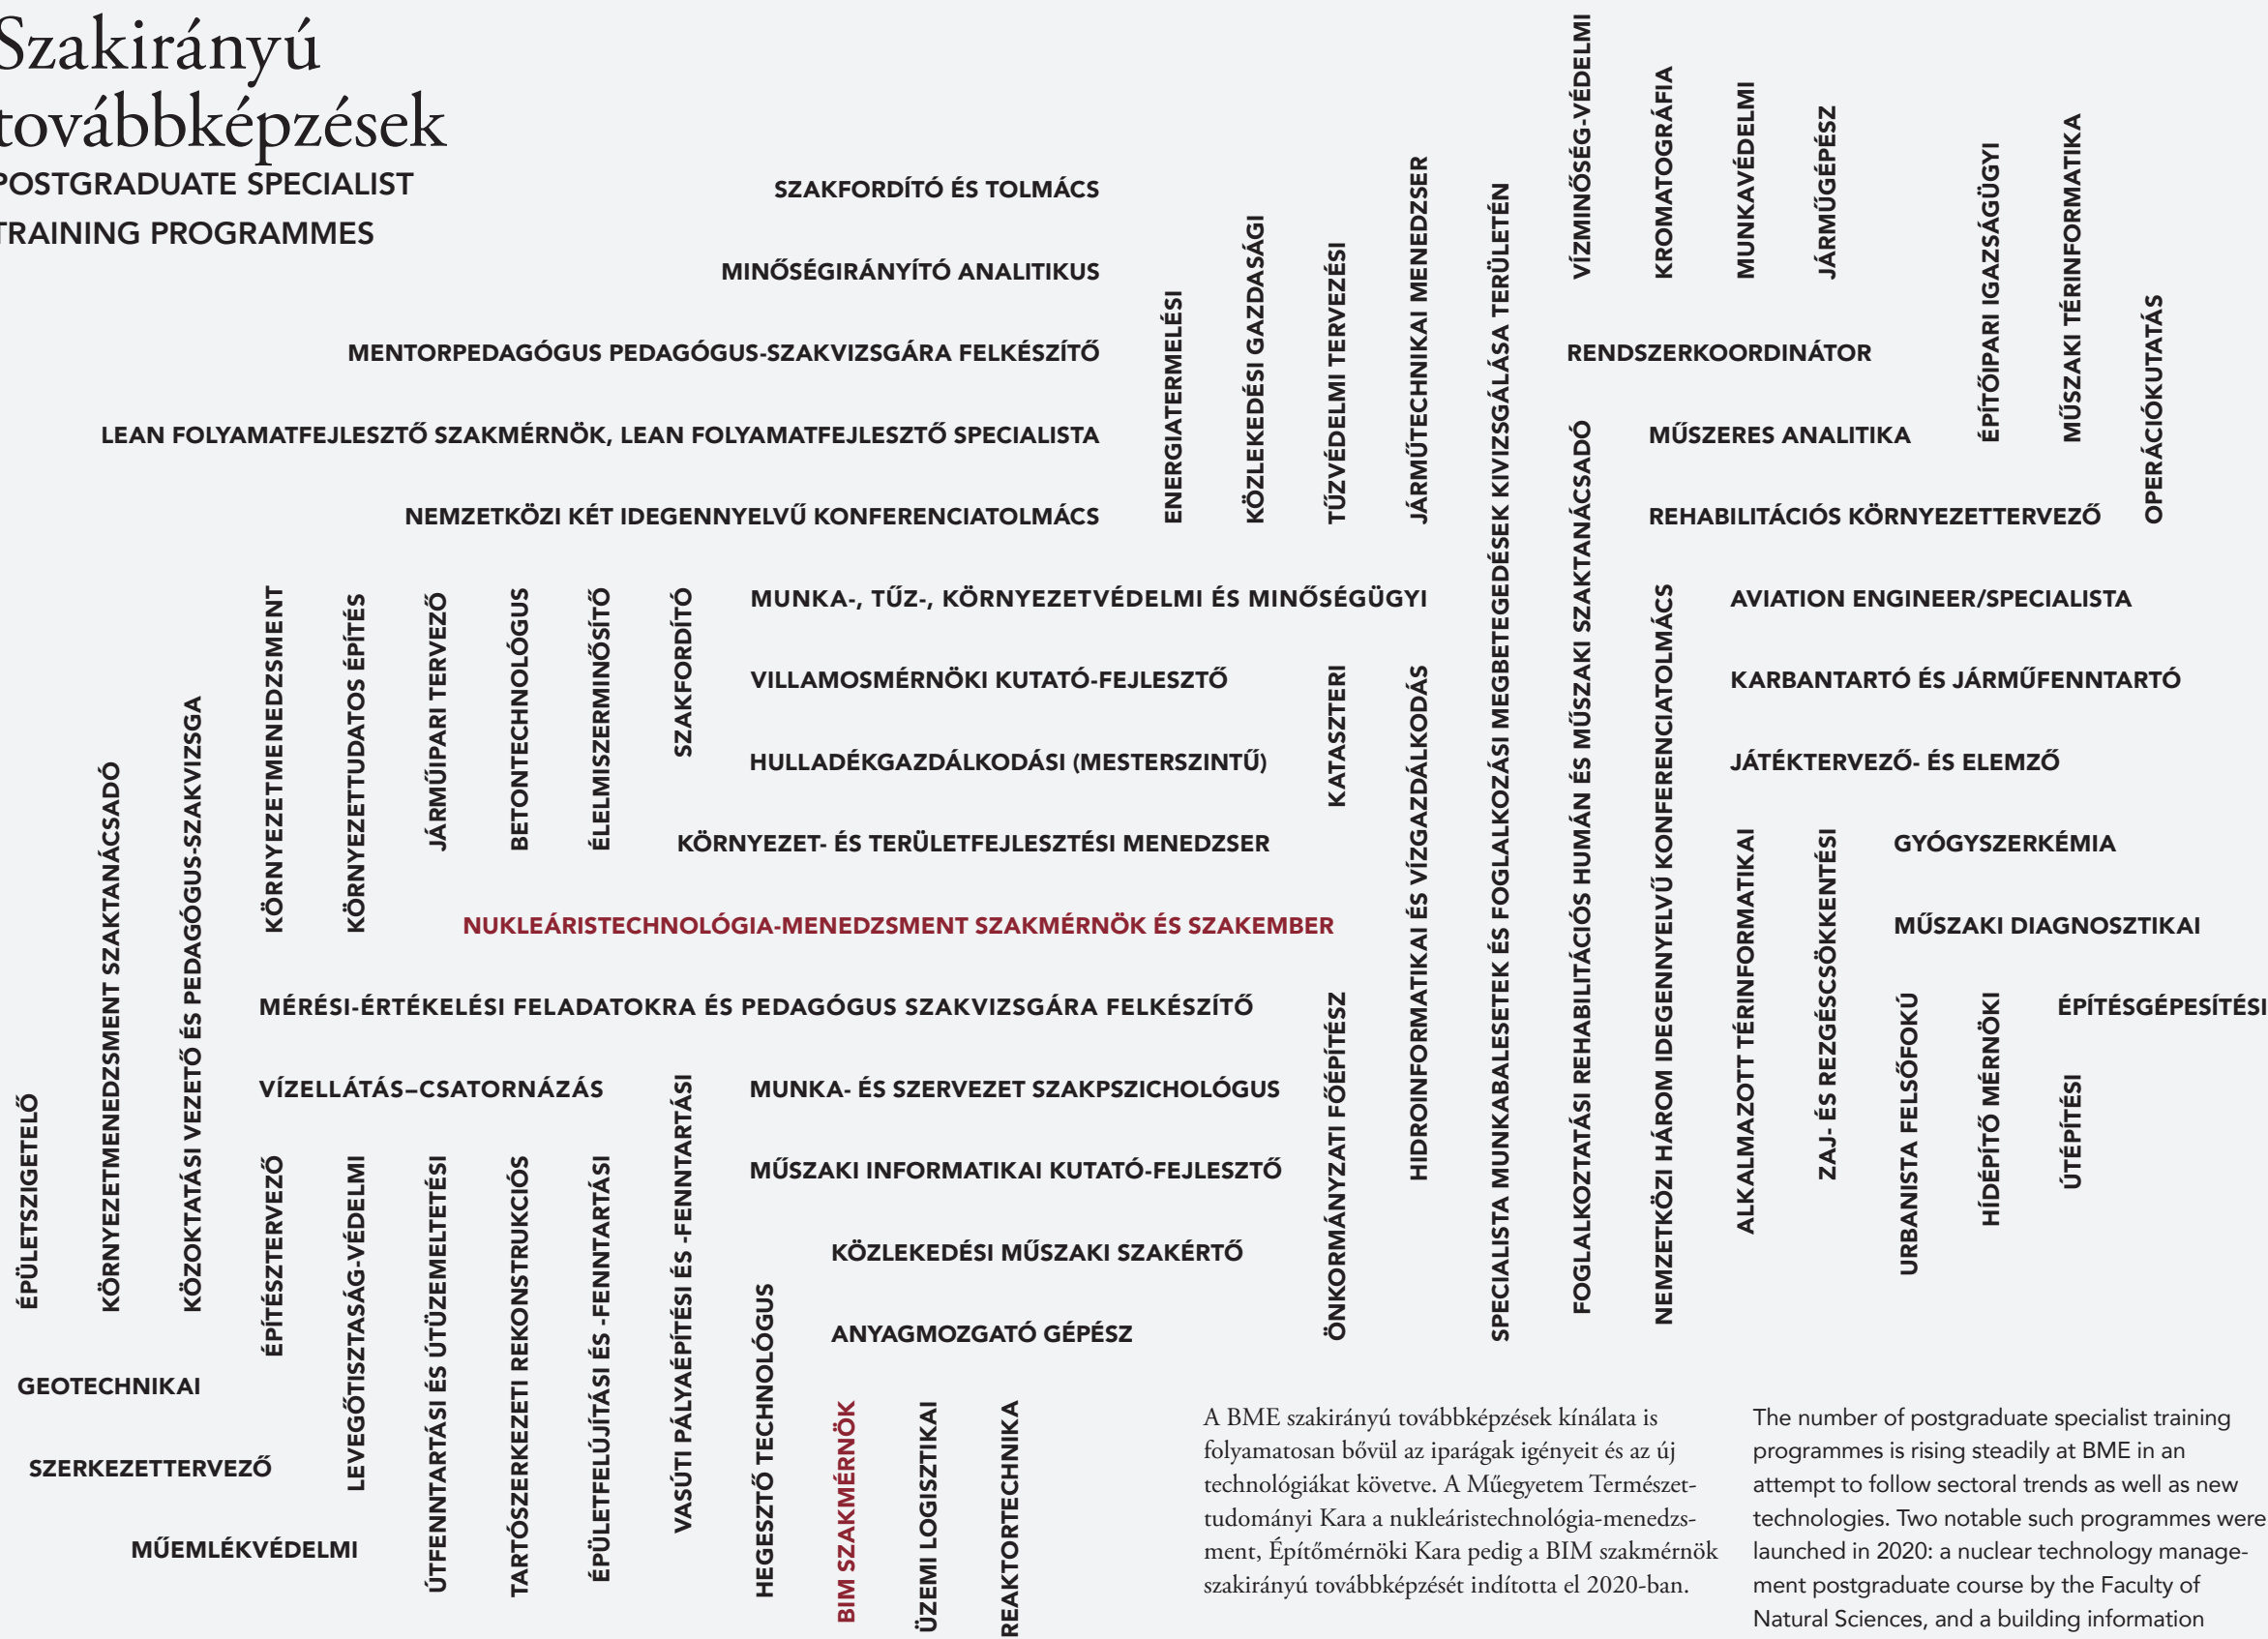 Szakirányú
továbbképzések
POSTGRADUATE SPECIALIST
TRAINING PROGRAMMES
SZAKFORDÍTÓ ÉS TOLMÁCS
MINŐSÉGIRÁNYÍTÓ ANALITIKUS
MENTORPEDAGÓGUS PEDAGÓGUS-SZAKVIZSGÁRA FELKÉSZÍTŐ
LEAN FOLYAMATFEJLESZTŐ SZAKMÉRNÖK, LEAN FOLYAMATFEJLESZTŐ SPECIALISTA
NEMZETKÖZI KÉT IDEGENNYELVŰ KONFERENCIATOLMÁCS
ENERGIATERMELÉSI
KÖZLEKEDÉSI GAZDASÁGI
TŰZVÉDELMI TERVEZÉSI
JÁRMŰTECHNIKAI MENEDZSER
SPECIALISTA MUNKABALESETEK ÉS FOGLALKOZÁSI MEGBETEGEDÉSEK KIVIZSGÁLÁSA TERÜLETÉN
VÍZMINŐSÉG-VÉDELMI
KROMATOGRÁFIA
MUNKAVÉDELMI
JÁRMŰGÉPÉSZ
ÉPÍTŐIPARI IGAZSÁGÜGYI
MŰSZAKI TÉRINFORMATIKA
OPERÁCIÓKUTATÁS
RENDSZERKOORDINÁTOR
MŰSZERES ANALITIKA
REHABILITÁCIÓS KÖRNYEZETTERVEZŐ
FOGLALKOZTATÁSI REHABILITÁCIÓS HUMÁN ÉS MŰSZAKI SZAKTANÁCSADÓ
NEMZETKÖZI HÁROM IDEGENNYELVŰ KONFERENCIATOLMÁCS
AVIATION ENGINEER/SPECIALISTA
KARBANTARTÓ ÉS JÁRMŰFENNTARTÓ
JÁTÉKTERVEZŐ- ÉS ELEMZŐ
KÖRNYEZETMENEDZSMENT
KÖRNYEZETTUDATOS ÉPÍTÉS
JÁRMŰIPARI TERVEZŐ
BETONTECHNOLÓGUS
ÉLELMISZERMINŐSÍTŐ
SZAKFORDÍTÓ
MUNKA-, TŰZ-, KÖRNYEZETVÉDELMI ÉS MINŐSÉGÜGYI
VILLAMOSMÉRNÖKI KUTATÓ-FEJLESZTŐ
HULLADÉKGAZDÁLKODÁSI (MESTERSZINTŰ)
KÖRNYEZET- ÉS TERÜLETFEJLESZTÉSI MENEDZSER
KATASZTERI
HIDROINFORMATIKAI ÉS VÍZGAZDÁLKODÁS
NUKLEÁRISTECHNOLÓGIA-MENEDZSMENT SZAKMÉRNÖK ÉS SZAKEMBER
MÉRÉSI-ÉRTÉKELÉSI FELADATOKRA ÉS PEDAGÓGUS SZAKVIZSGÁRA FELKÉSZÍTŐ
ALKALMAZOTT TÉRINFORMATIKAI
ZAJ- ÉS REZGÉSCSÖKKENTÉSI
GYÓGYSZERKÉMIA
MŰSZAKI DIAGNOSZTIKAI
ÉPÍTÉSGÉPESÍTÉSI
URBANISTA FELSŐFOKÚ
HÍDÉPÍTŐ MÉRNÖKI
ÚTÉPÍTÉSI
ÉPÜLETSZIGETELŐ
KÖRNYEZETMENEDZSMENT SZAKTANÁCSADÓ
KÖZOKTATÁSI VEZETŐ ÉS PEDAGÓGUS-SZAKVIZSGA
VÍZELLÁTÁS–CSATORNÁZÁS
MUNKA- ÉS SZERVEZET SZAKPSZICHOLÓGUS
MŰSZAKI INFORMATIKAI KUTATÓ-FEJLESZTŐ
KÖZLEKEDÉSI MŰSZAKI SZAKÉRTŐ
ANYAGMOZGATÓ GÉPÉSZ
ÖNKORMÁNYZATI FŐÉPÍTÉSZ
ÉPÍTÉSZTERVEZŐ
LEVEGŐTISZTASÁG-VÉDELMI
ÚTFENNTARTÁSI ÉS ÚTÜZEMELTETÉSI
TARTÓSZERKEZETI REKONSTRUKCIÓS
ÉPÜLETFELÚJÍTÁSI ÉS -FENNTARTÁSI
VASÚTI PÁLYAÉPÍTÉSI ÉS -FENNTARTÁSI
HEGESZTŐ TECHNOLÓGUS
BIM SZAKMÉRNÖK
ÜZEMI LOGISZTIKAI
REAKTORTECHNIKA
GEOTECHNIKAI
SZERKEZETTERVEZŐ
MŰEMLÉKVÉDELMI
A BME szakirányú továbbképzések kínálata is
folyamatosan bővül az iparágak igényeit és az új
technológiákat követve. A Műegyetem Természet-
tudományi Kara a nukleáristechnológia-menedzs-
ment, Építőmérnöki Kara pedig a BIM szakmérnök
szakirányú továbbképzését indította el 2020-ban.
The number of postgraduate specialist training
programmes is rising steadily at BME in an
attempt to follow sectoral trends as well as new
technologies. Two notable such programmes were
launched in 2020: a nuclear technology manage-
ment postgraduate course by the Faculty of
Natural Sciences, and a building information